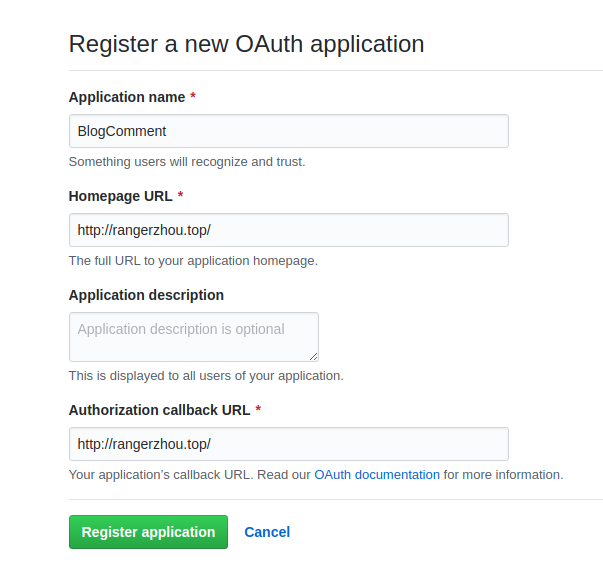 Register a new OAuth application
Application name *
BlogComment
Something users will recognize and trust.
Homepage URL *
http://rangerzhou.top/
The full URL to your application homepage.
Application description
Application description is optional
This is displayed to all users of your application.
Authorization callback URL *
http://rangerzhou.top/
Your application’s callback URL. Read our OAuth documentation for more information.
Register application Cancel